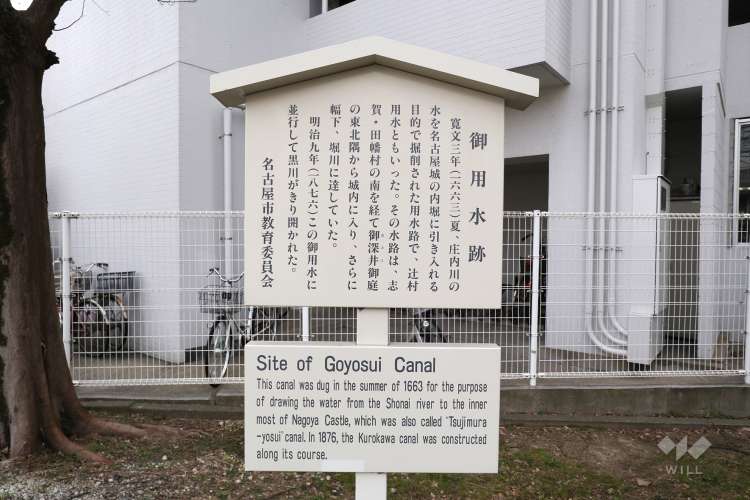 御用水跡
寛文三年(一六六三)夏、庄内川の
水を名古屋城の内堀に引き入れる
目的で掘削された用水路で、辻村
用水ともいった。その水路は、志
賀・田幡村の南を経て御深井御庭
の東北隅から城内に入り、さらに
幅下、堀川に達していた。
明治九年(一八七六)この御用水に
並行して黒川がきり開かれた。
名古屋市教育委員会
Site of Goyosui Canal
This canal was dug in the summer of 1663 for the purpose
of drawing the water from the Shonai river to the inner
most of Nagoya Castle, which was also called "Tsujimura
-yosui" canal. In 1876, the Kurokawa canal was constructed
along its course.
WILL